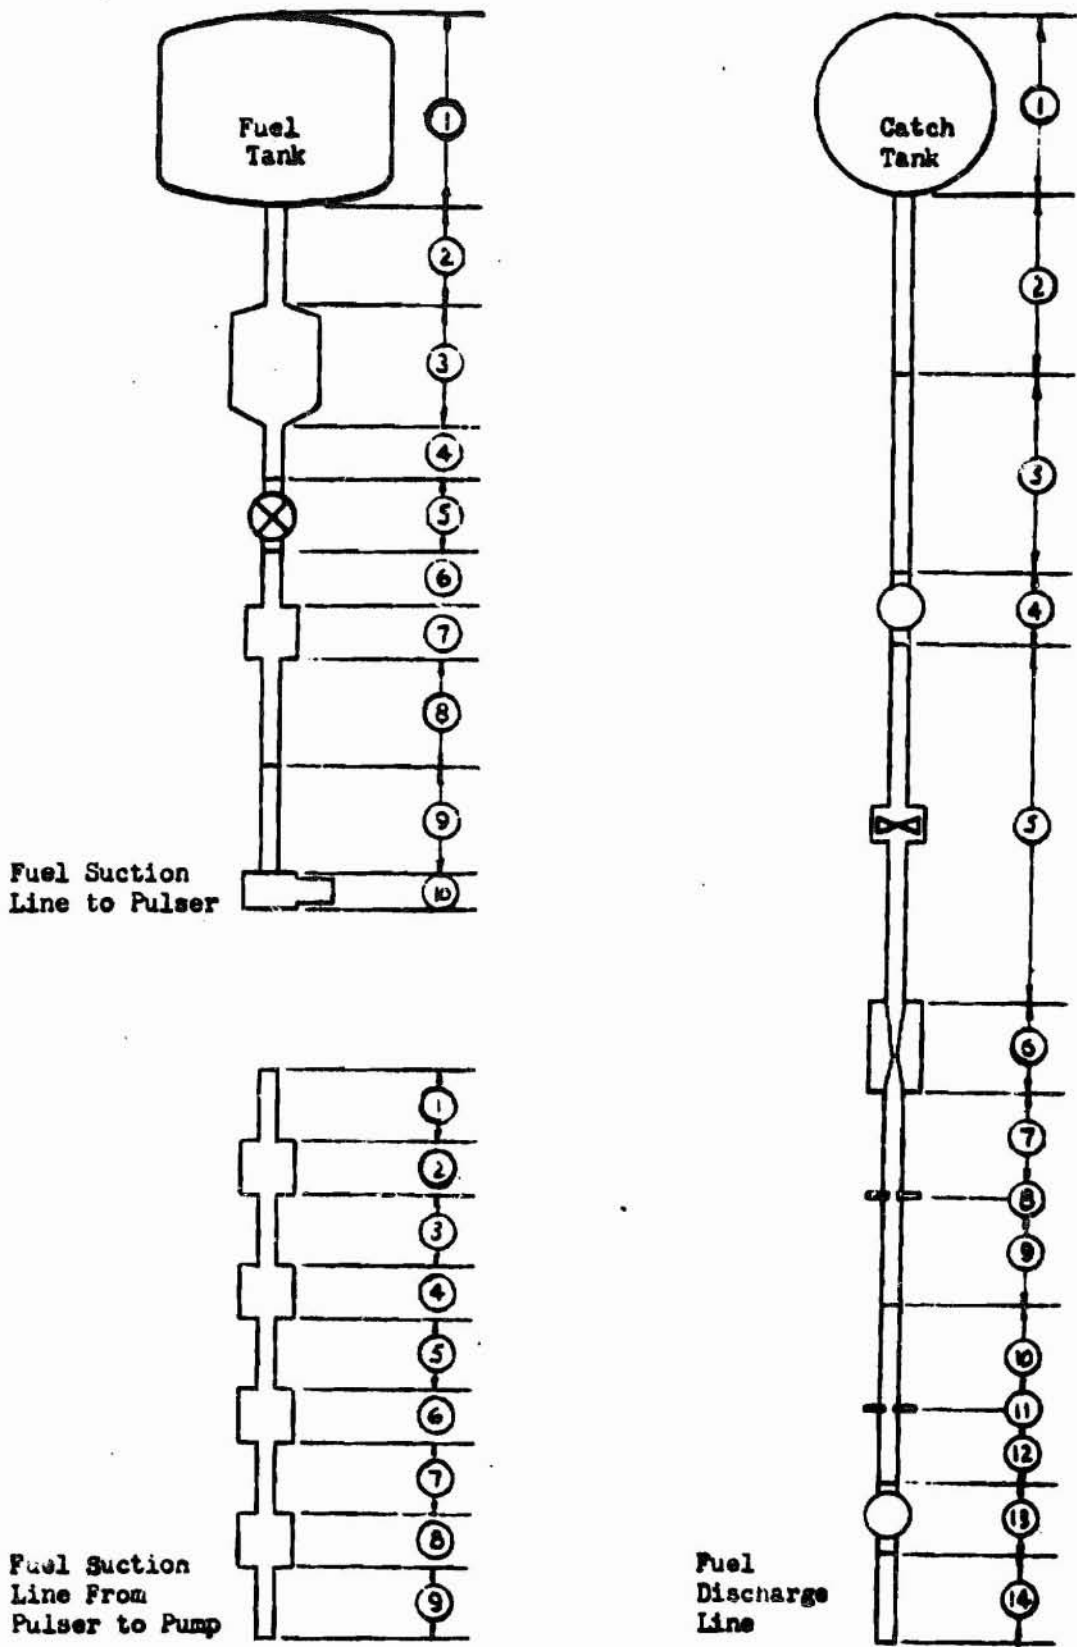 Fuel
Tank
1
2
3
4
5
6
7
8
9
10
Fuel Suction
Line to Pulser
1
2
3
4
5
6
7
8
9
Fuel Suction
Line From
Pulser to Pump
Catch
Tank
1
2
3
4
5
6
7
8
9
10
11
12
13
14
Fuel
Discharge
Line